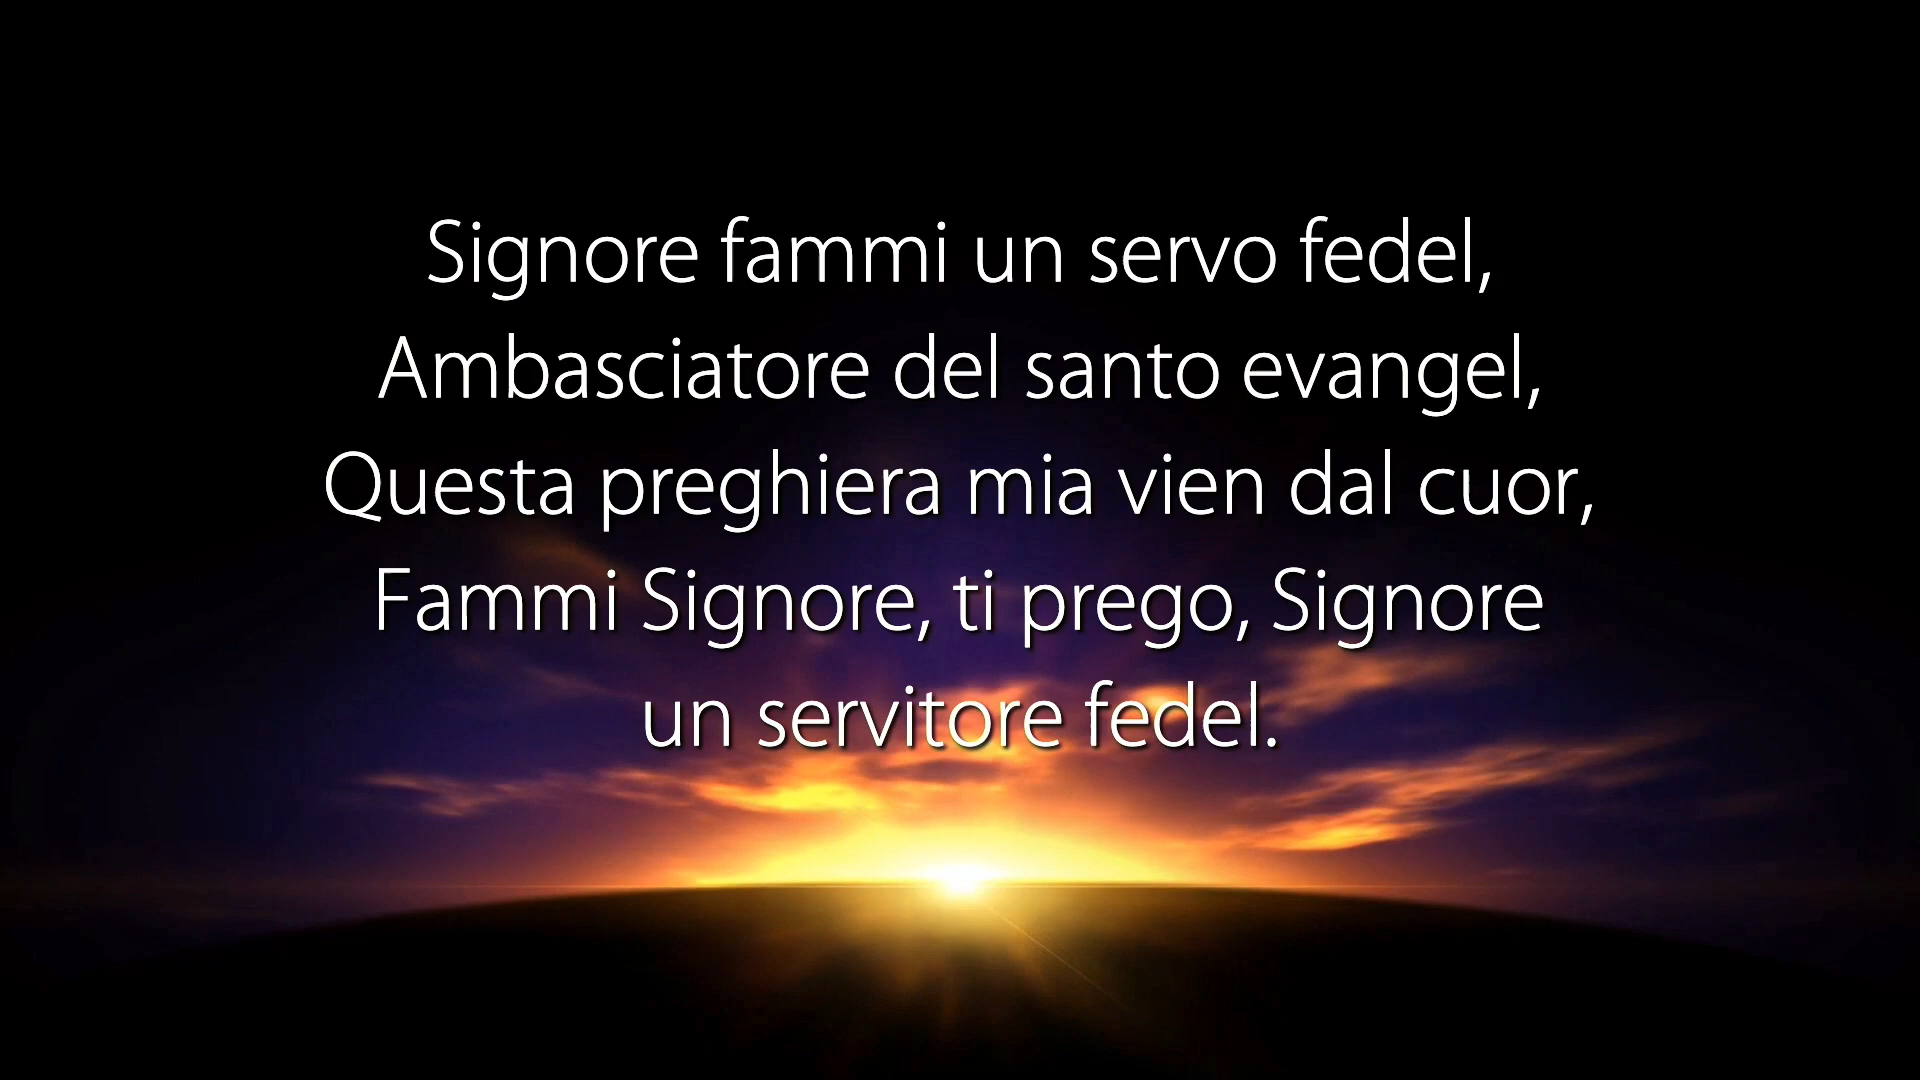 Signore fammi un servo fedel,
Ambasciatore del santo evangel,
Questa preghiera mia vien dal cuor,
Fammi Signore, ti prego, Signore
un servitore fedel.